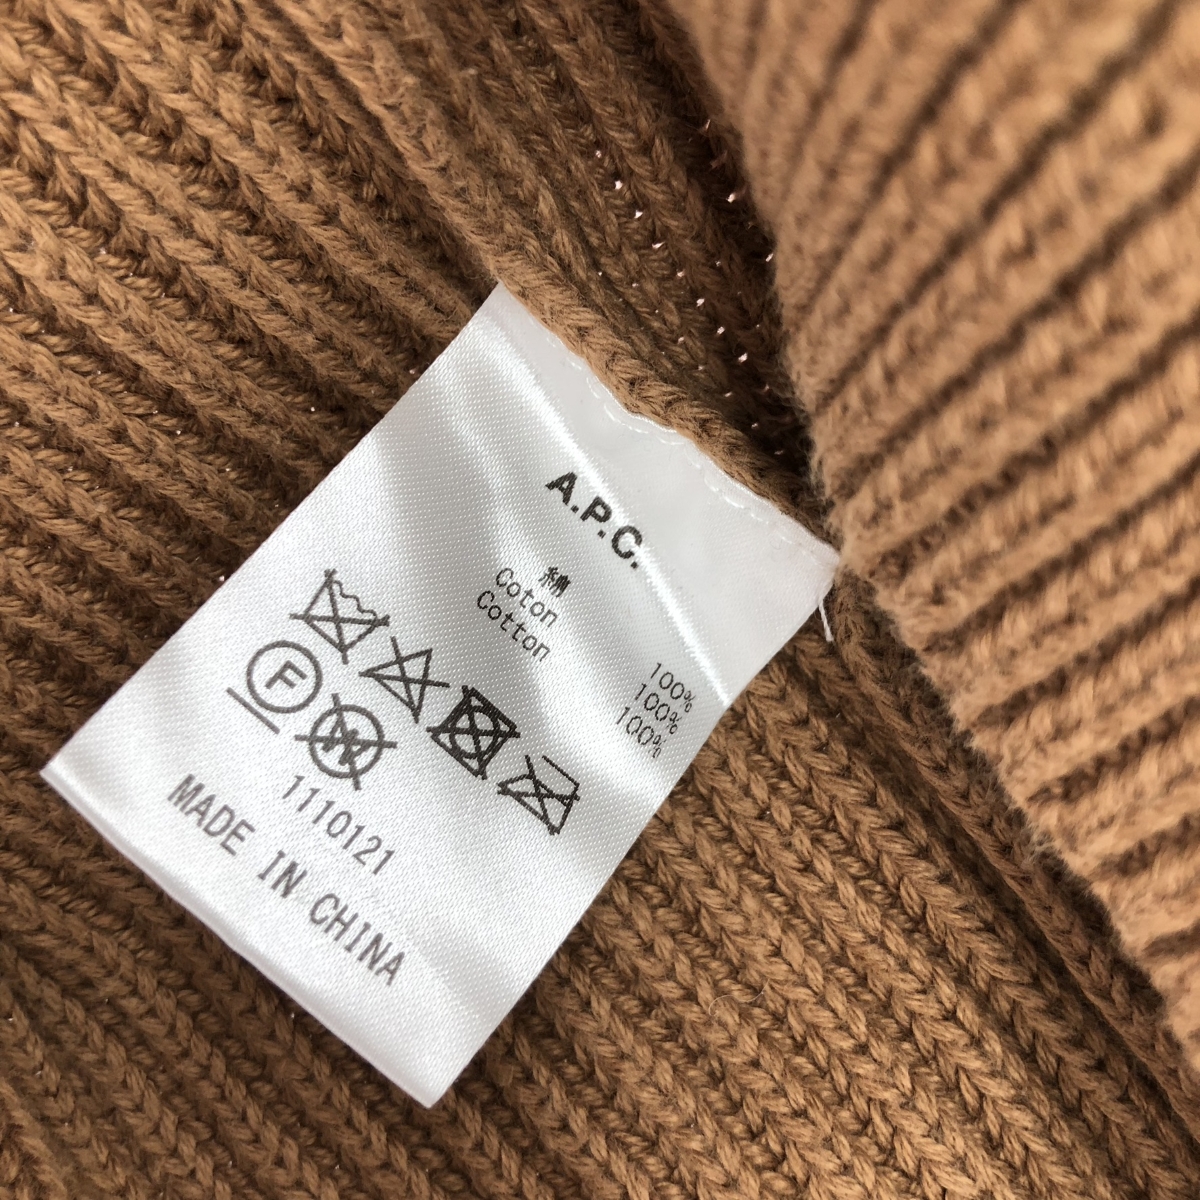 A.P.C.
綿 100%
Coton 100%
Cotton 100%
F W
1110121
MADE IN CHINA